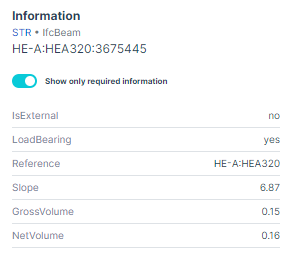 Information
STR • IfcBeam
HE-A:HEA320:3675445
Show only required information
IsExternal no
LoadBearing yes
Reference HE-A:HEA320
Slope 6.87
GrossVolume 0.15
NetVolume 0.16